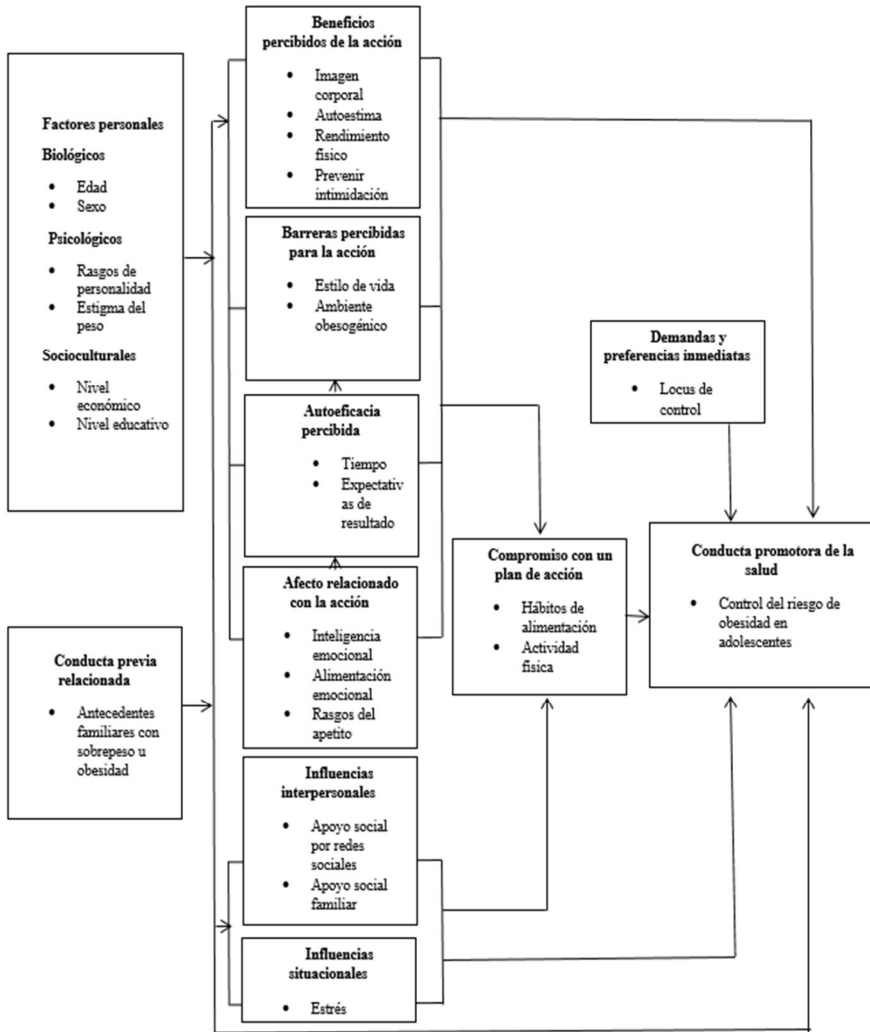 Factores personales
Biológicos
• Edad
• Sexo
Psicológicos
• Rasgos de
personalidad
• Estigma del
peso
Socioculturales
• Nivel
económico
• Nivel educativo
Conducta previa
relacionada
• Antecedentes
familiares con
sobrepeso u
obesidad
Beneficios
percibidos de la acción
• Imagen
corporal
• Autoestima
• Rendimiento
físico
• Prevenir
intimidación
Barreras percibidas
para la acción
• Estilo de vida
• Ambiente
obesogénico
Autoeficacia
percibida
• Tiempo
• Expectativ
as de
resultado
Afecto relacionado
con la acción
• Inteligencia
emocional
• Alimentación
emocional
• Rasgos del
apetito
Influencias
interpersonales
• Apoyo social
por redes
sociales
• Apoyo social
familiar
Influencias
situacionales
• Estrés
Compromiso con un
plan de acción
• Hábitos de
alimentación
• Actividad
física
Demandas y
preferencias inmediatas
• Locus de
control
Conducta promotora de la
salud
• Control del riesgo de
obesidad en
adolescentes